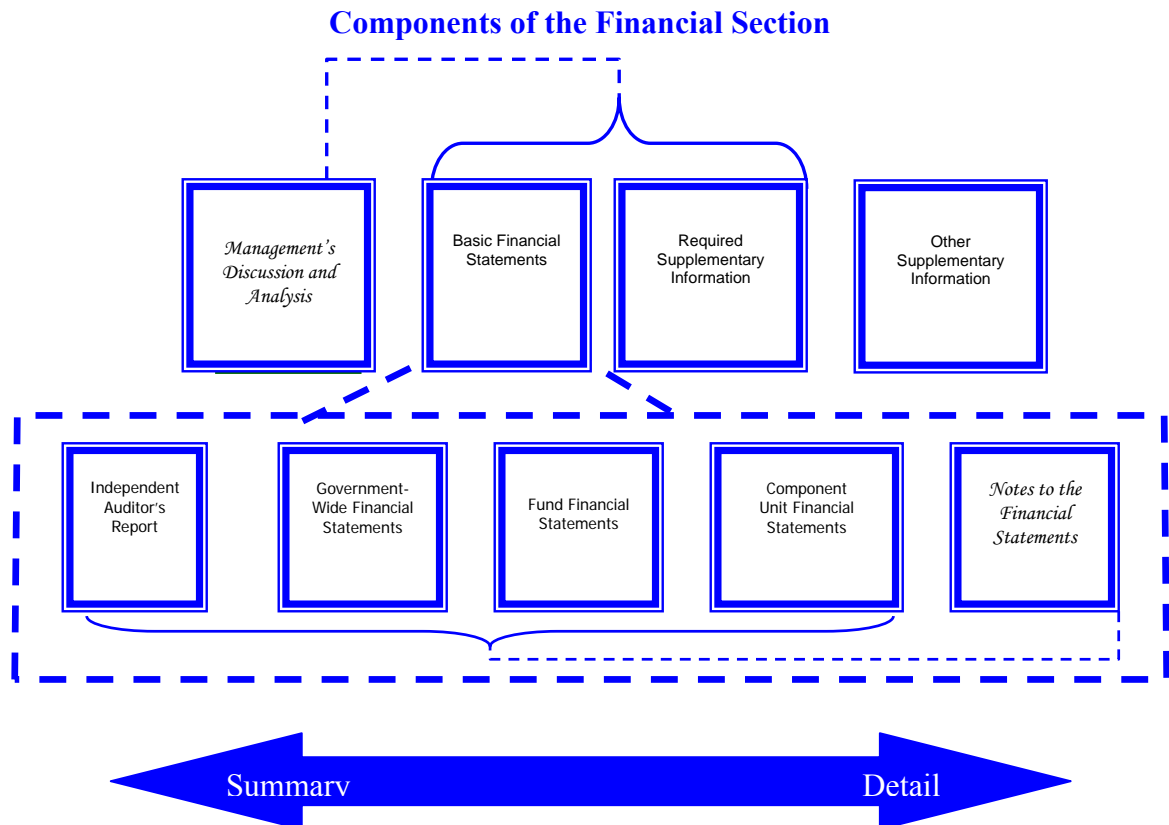 Components of the Financial Section
Management’s
Discussion and
Analysis
Basic Financial
Statements
Required
Supplementary
Information
Other
Supplementary
Information
Independent
Auditor’s
Report
Government-
Wide Financial
Statements
Fund Financial
Statements
Component
Unit Financial
Statements
Notes to the
Financial
Statements
Summary
Detail